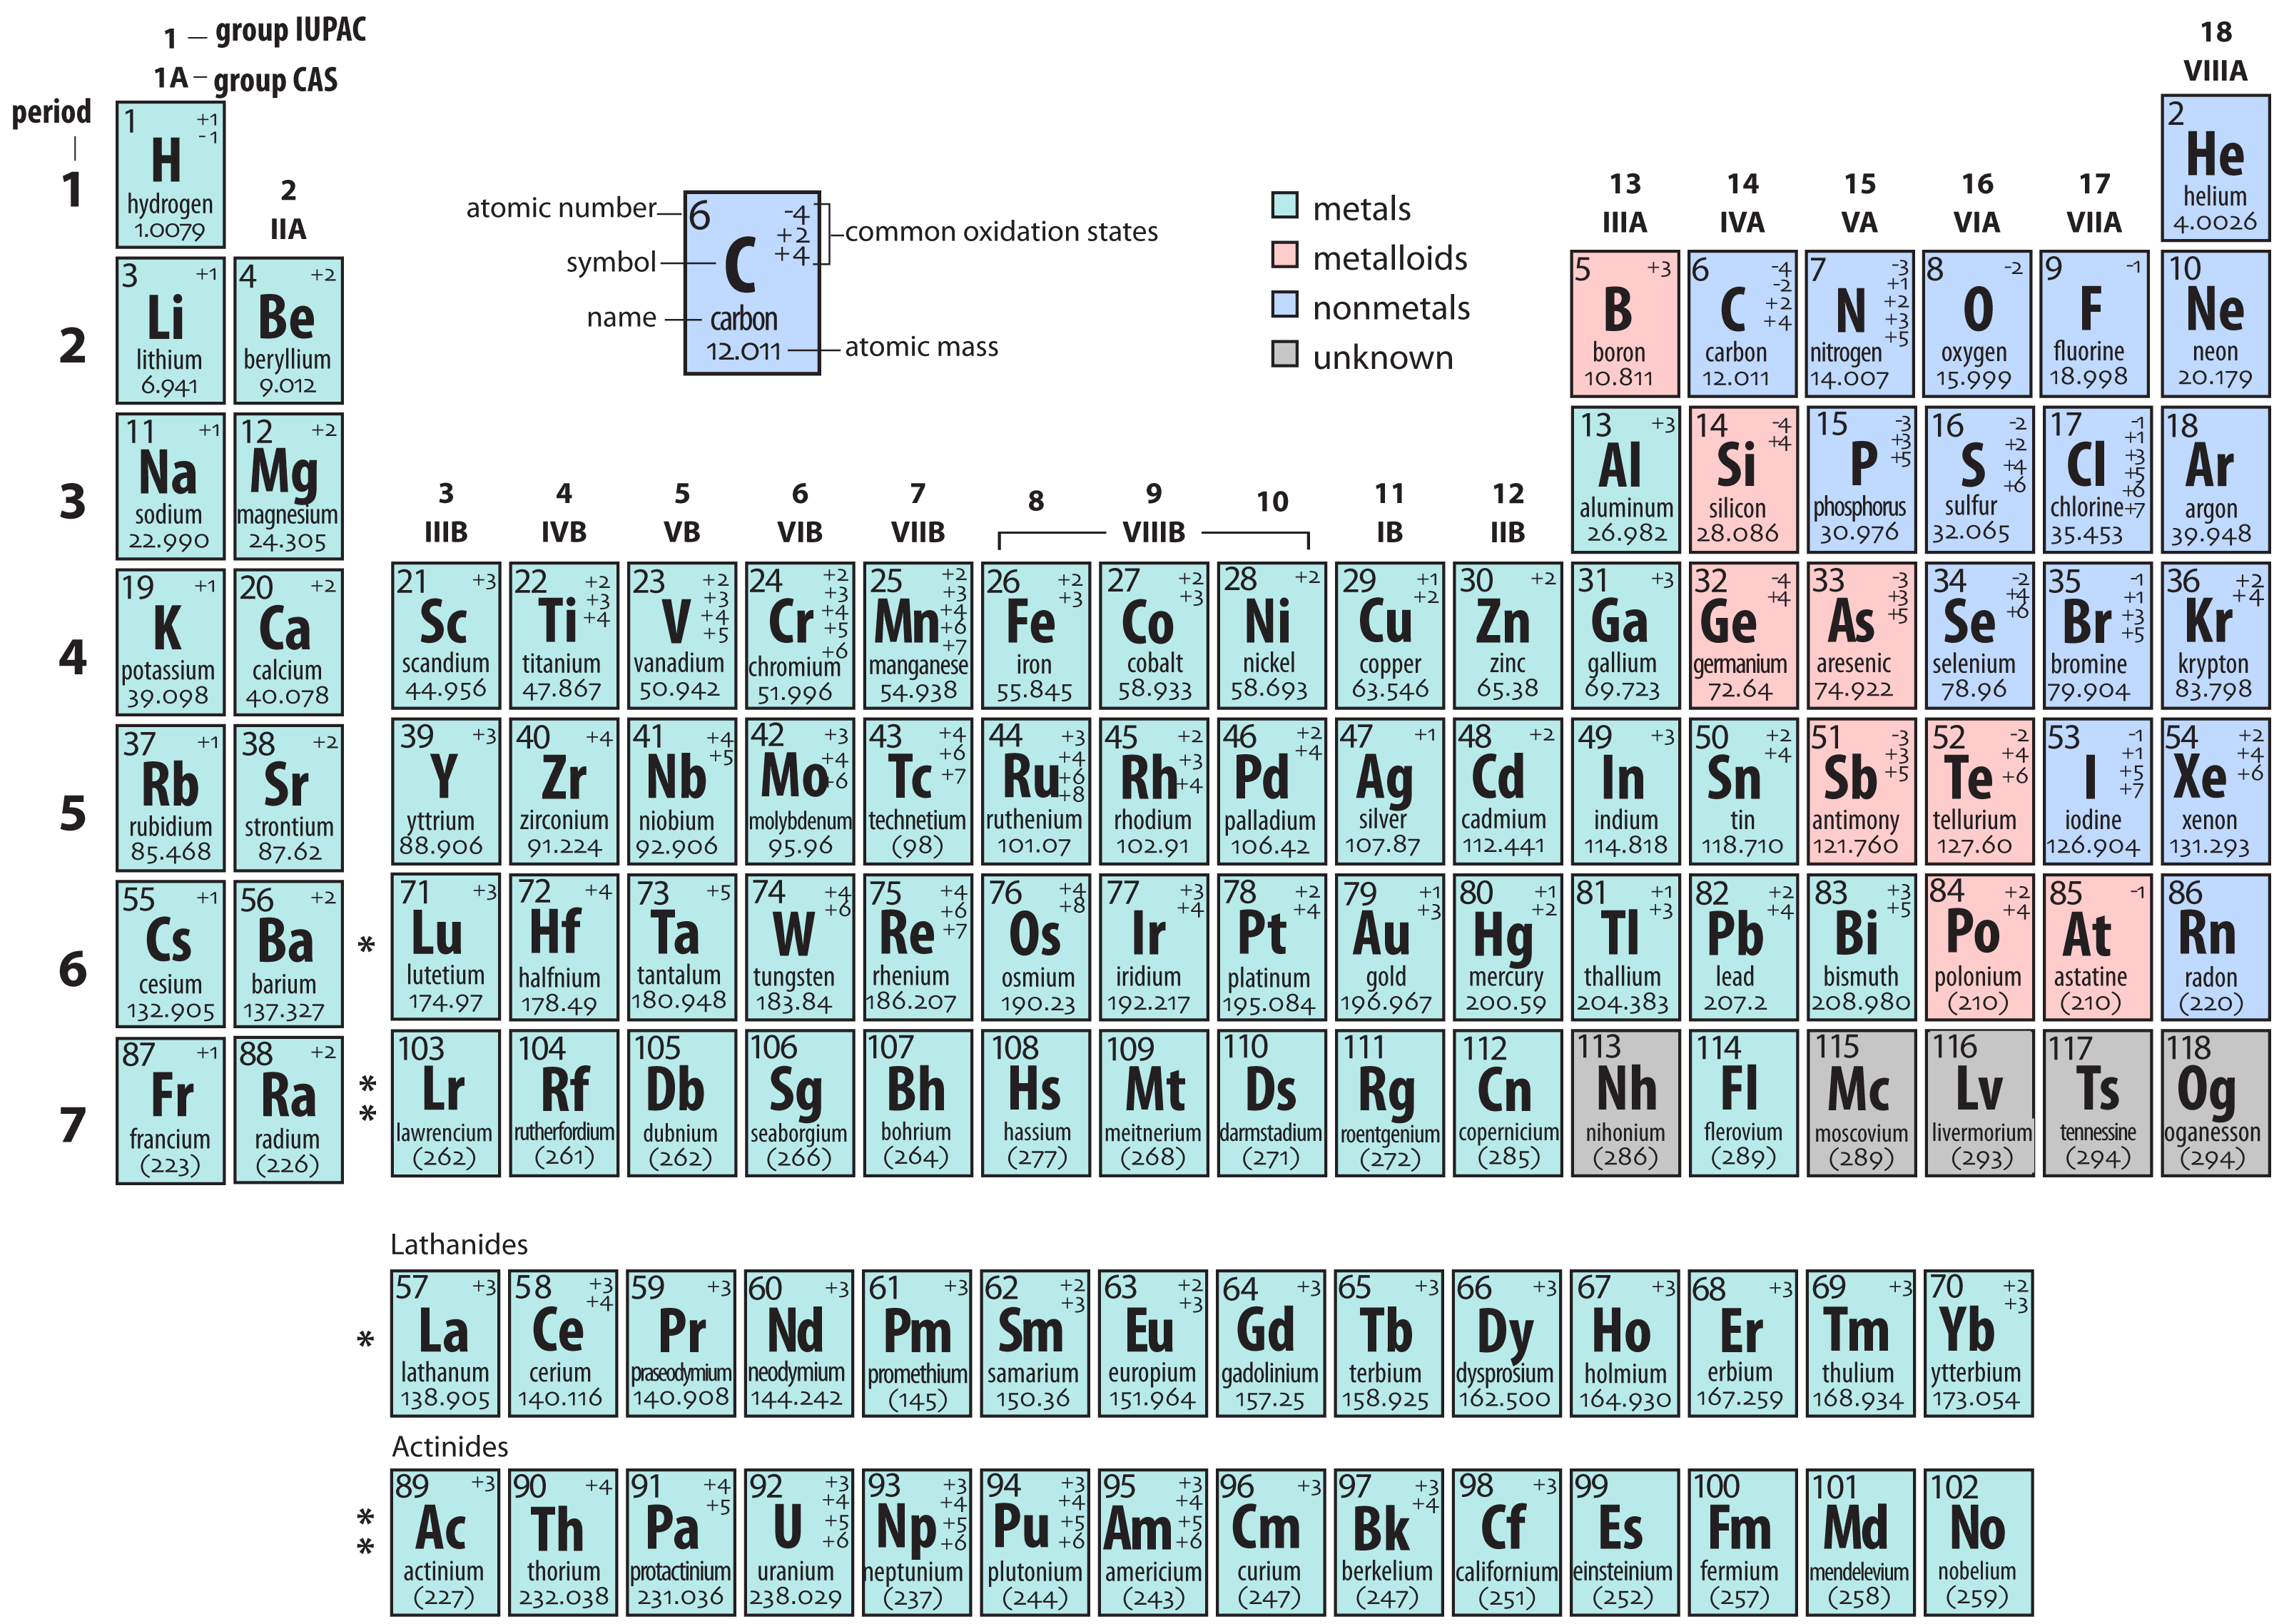 1 — group IUPAC
1A – group CAS
18
VIIIA
period
1
2
IIA
13 14 15 16 17
IIIA IVA VA VIA VIIA
1 +1 -1
H
hydrogen
1.0079
2
He
helium
4.0026
atomic number
symbol
name
6 -4 +2 +4
C
carbon
12.011
common oxidation states
atomic mass
metals
metalloids
nonmetals
unknown
2
3 +1
Li
lithium
6.941
4 +2
Be
beryllium
9.012
5 +3
B
boron
10.811
6 -4 -2 +2 +4
C
carbon
12.011
7 -3 +1 +2 +3 +5
N
nitrogen
14.007
8 -2
O
oxygen
15.999
9 -1
F
fluorine
18.998
10
Ne
neon
20.179
3
11 +1
Na
sodium
22.990
12 +2
Mg
magnesium
24.305
3 4 5 6 7 8 9 10 11 12
IIIB IVB VB VIB VIIB VIIIB IB IIB
13 +3
Al
aluminum
26.982
14 -4 +4
Si
silicon
28.086
15 -3 +3 +5
P
phosphorus
30.976
16 -2 +2 +4 +6
S
sulfur
32.065
17 -1 +1 +3 +5 +6 +7
Cl
chlorine
35.453
18
Ar
argon
39.948
4
19 +1
K
potassium
39.098
20 +2
Ca
calcium
40.078
21 +3
Sc
scandium
44.956
22 +2 +3 +4
Ti
titanium
47.867
23 +2 +3 +4 +5
V
vanadium
50.942
24 +2 +3 +4 +5 +6
Cr
chromium
51.996
25 +2 +3 +4 +6 +7
Mn
manganese
54.938
26 +2 +3
Fe
iron
55.845
27 +2 +3
Co
cobalt
58.933
28 +2
Ni
nickel
58.693
29 +1 +2
Cu
copper
63.546
30 +2
Zn
zinc
65.38
31 +3
Ga
gallium
69.723
32 -4 +4
Ge
germanium
72.64
33 -3 +3 +5
As
aresenic
74.922
34 -2 +4 +6
Se
selenium
78.96
35 -1 +1 +3 +5
Br
bromine
79.904
36 +2 +4
Kr
krypton
83.798
5
37 +1
Rb
rubidium
85.468
38 +2
Sr
strontium
87.62
39 +3
Y
yttrium
88.906
40 +4
Zr
zirconium
91.224
41 +4 +5
Nb
niobium
92.906
42 +3 +4 +6
Mo
molybdenum
95.96
43 +4 +6 +7
Tc
technetium
(98)
44 +3 +4 +6 +8
Ru
ruthenium
101.07
45 +2 +3 +4
Rh
rhodium
102.91
46 +2 +4
Pd
palladium
106.42
47 +1
Ag
silver
107.87
48 +2
Cd
cadmium
112.441
49 +3
In
indium
114.818
50 +2 +4
Sn
tin
118.710
51 -3 +3 +5
Sb
antimony
121.760
52 -2 +4 +6
Te
tellurium
127.60
53 -1 +1 +5 +7
I
iodine
126.904
54 +2 +4 +6
Xe
xenon
131.293
6
55 +1
Cs
cesium
132.905
56 +2
Ba
barium
137.327
*
71 +3
Lu
lutetium
174.97
72 +4
Hf
halfnium
178.49
73 +5
Ta
tantalum
180.948
74 +4 +6
W
tungsten
183.84
75 +4 +6 +7
Re
rhenium
186.207
76 +4 +8
Os
osmium
190.23
77 +3 +4
Ir
iridium
192.217
78 +2 +4
Pt
platinum
195.084
79 +1 +3
Au
gold
196.967
80 +1 +2
Hg
mercury
200.59
81 +1 +3
Tl
thallium
204.383
82 +2 +4
Pb
lead
207.2
83 +3 +5
Bi
bismuth
208.980
84 +2 +4
Po
polonium
(210)
85 -1
At
astatine
(210)
86
Rn
radon
(220)
7
87 +1
Fr
francium
(223)
88 +2
Ra
radium
(226)
*
*
103
Lr
lawrencium
(262)
104
Rf
rutherfordium
(261)
105
Db
dubnium
(262)
106
Sg
seaborgium
(266)
107
Bh
bohrium
(264)
108
Hs
hassium
(277)
109
Mt
meitnerium
(268)
110
Ds
darmstadium
(271)
111
Rg
roentgenium
(272)
112
Cn
copernicium
(285)
113
Nh
nihonium
(286)
114
Fl
flerovium
(289)
115
Mc
moscovium
(289)
116
Lv
livermorium
(293)
117
Ts
tennessine
(294)
118
Og
oganesson
(294)
Lathanides
*
57 +3
La
lathanum
138.905
58 +3 +4
Ce
cerium
140.116
59 +3
Pr
praseodymium
140.908
60 +3
Nd
neodymium
144.242
61 +3
Pm
promethium
(145)
62 +2 +3
Sm
samarium
150.36
63 +2 +3
Eu
europium
151.964
64 +3
Gd
gadolinium
157.25
65 +3
Tb
terbium
158.925
66 +3
Dy
dysprosium
162.500
67 +3
Ho
holmium
164.930
68 +3
Er
erbium
167.259
69 +3
Tm
thulium
168.934
70 +2 +3
Yb
ytterbium
173.054
Actinides
*
*
89 +3
Ac
actinium
(227)
90 +4
Th
thorium
232.038
91 +4 +5
Pa
protactinium
231.036
92 +3 +4 +5 +6
U
uranium
238.029
93 +3 +4 +5 +6
Np
neptunium
(237)
94 +3 +4 +5 +6
Pu
plutonium
(244)
95 +3 +4 +5 +6
Am
americium
(243)
96 +3
Cm
curium
(247)
97 +3 +4
Bk
berkelium
(247)
98 +3
Cf
californium
(251)
99
Es
einsteinium
(252)
100
Fm
fermium
(257)
101
Md
mendelevium
(258)
102
No
nobelium
(259)